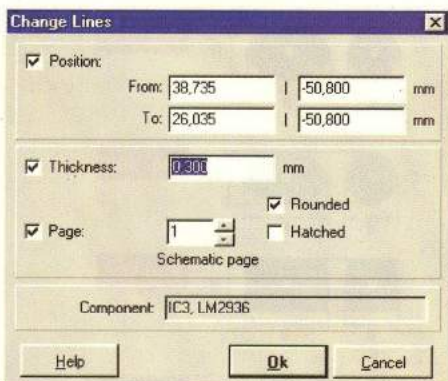 Change Lines
Position:
From: 38,735 | -50,800 mm
To: 26,035 | -50,800 mm
Thickness: 0,300 mm
Rounded
Page: 1 Hatched
Schematic page
Component: IC3, LM2936
Help Ok Cancel